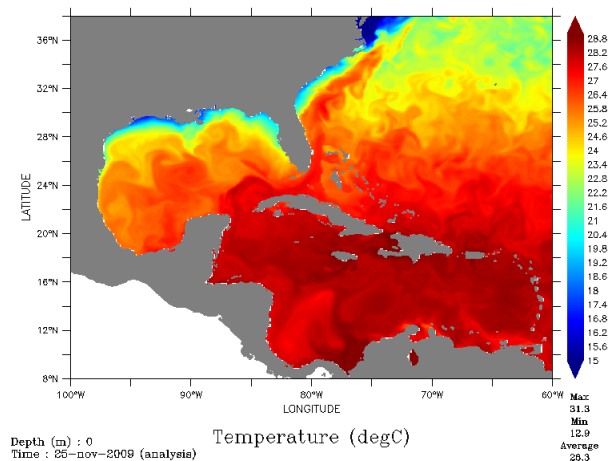 36°N
32°N
28°N
24°N
20°N
16°N
12°N
8°N
LATITUDE
100°W
90°W
80°W
70°W
60°W
LONGITUDE
28.8
28.2
27.6
27
26.4
25.8
25.2
24.6
24
23.4
22.8
22.2
21.6
21
20.4
19.8
19.2
18.6
18
17.4
16.8
16.2
15.6
15
Max
31.3
Min
12.9
Average
26.3
Depth (m) : 0
Time : 25-nov-2009 (analysis)
Temperature (degC)